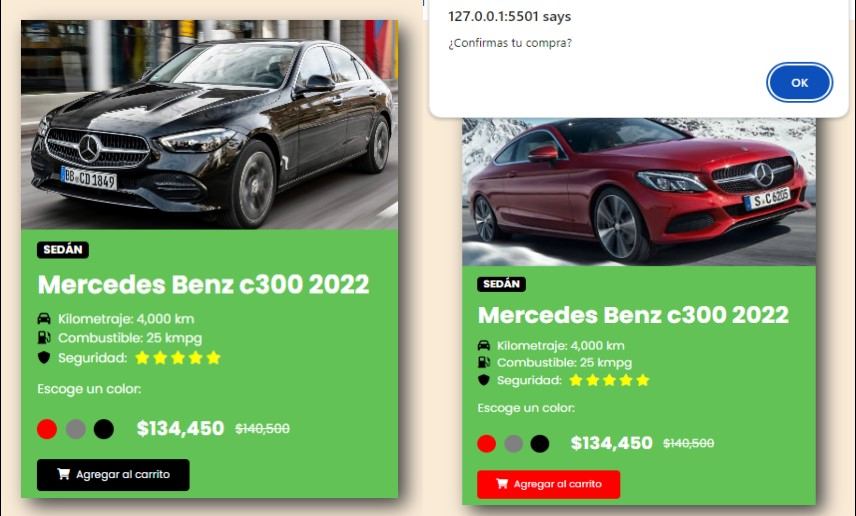 BB CD 1849
SEDÁN
Mercedes Benz c300 2022
Kilometraje: 4,000 km
Combustible: 25 kmpg
Seguridad:
Escoge un color:
$134,450 $140,500
Agregar al carrito
127.0.0.1:5501 says
¿Confirmas tu compra?
OK
S C 6205
SEDÁN
Mercedes Benz c300 2022
Kilometraje: 4,000 km
Combustible: 25 kmpg
Seguridad:
Escoge un color:
$134,450 $140,500
Agregar al carrito